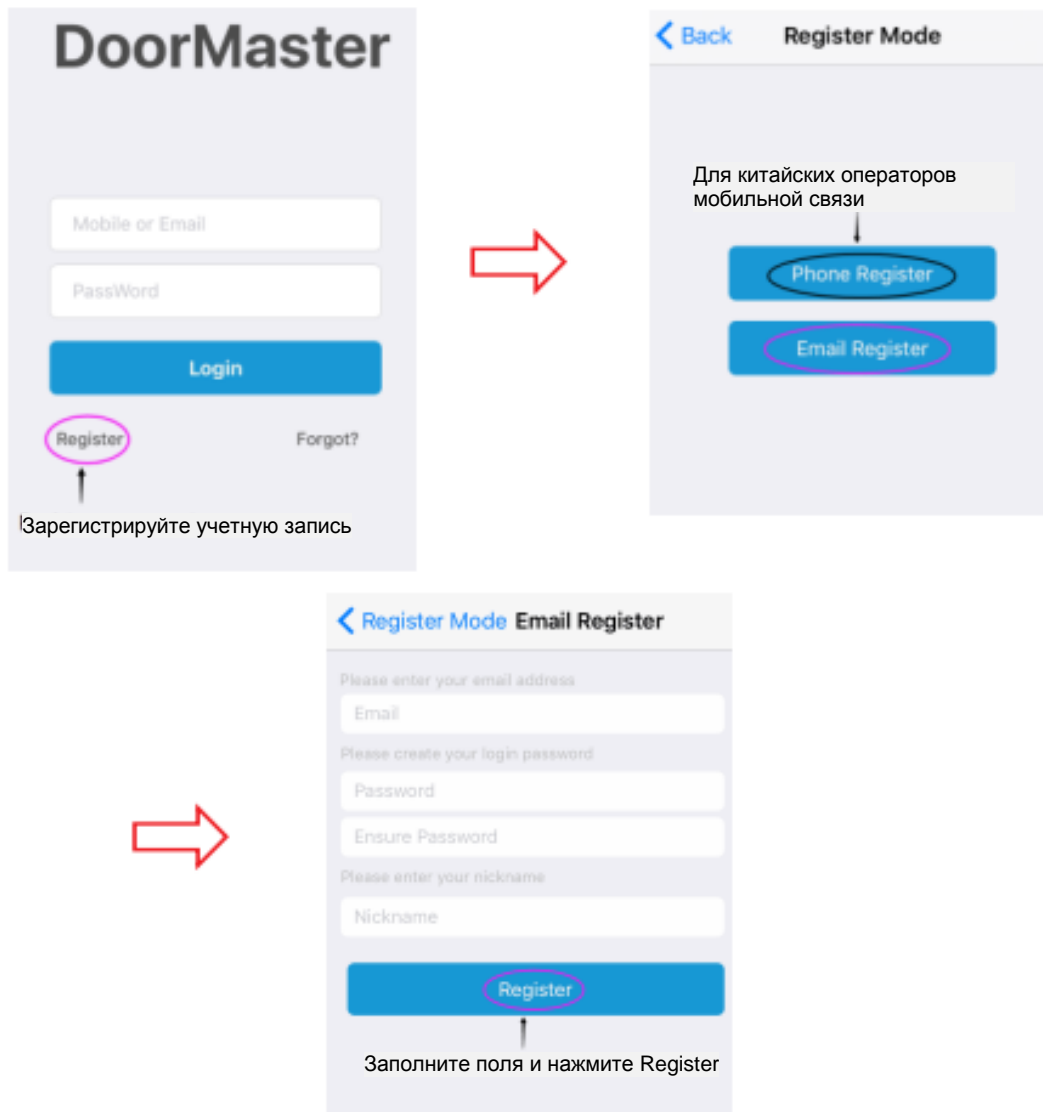 DoorMaster
Mobile or Email
PassWord
Login
Register
Forgot?
Зарегистрируйте учетную запись
Back
Register Mode
Для китайских операторов
мобильной связи
Phone Register
Email Register
Register Mode Email Register
Please enter your email address
Email
Please create your login password
Password
Ensure Password
Please enter your nickname
Nickname
Register
Заполните поля и нажмите Register